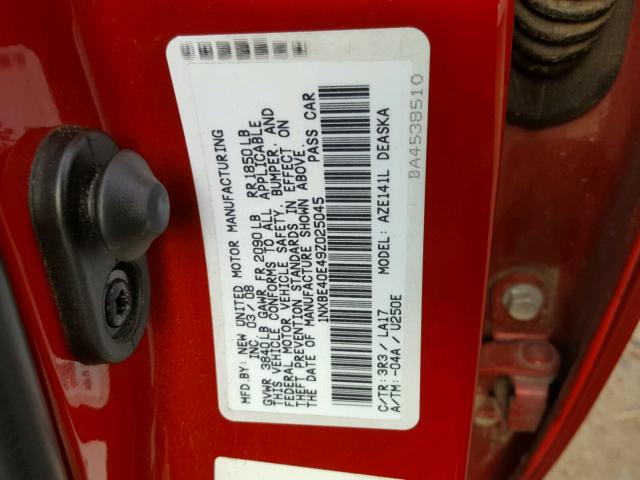 MFD.BY: NEW UNITED MOTOR MANUFACTURING
INC. 03/08
GVWR 3840LB GAWR FR 2090LB RR 1850LB
THIS VEHICLE CONFORMS TO ALL APPLICABLE
FEDERAL MOTOR VEHICLE SAFETY, BUMPER, AND
THEFT PREVENTION STANDARDS IN EFFECT ON
THE DATE OF MANUFACTURE SHOWN ABOVE.
1NXBE40E49Z025045 PASS CAR
C/TR: 3R3/LA17 MODEL: AZE141L DEASKA
A/TM: -04A/U250E
BA4538510